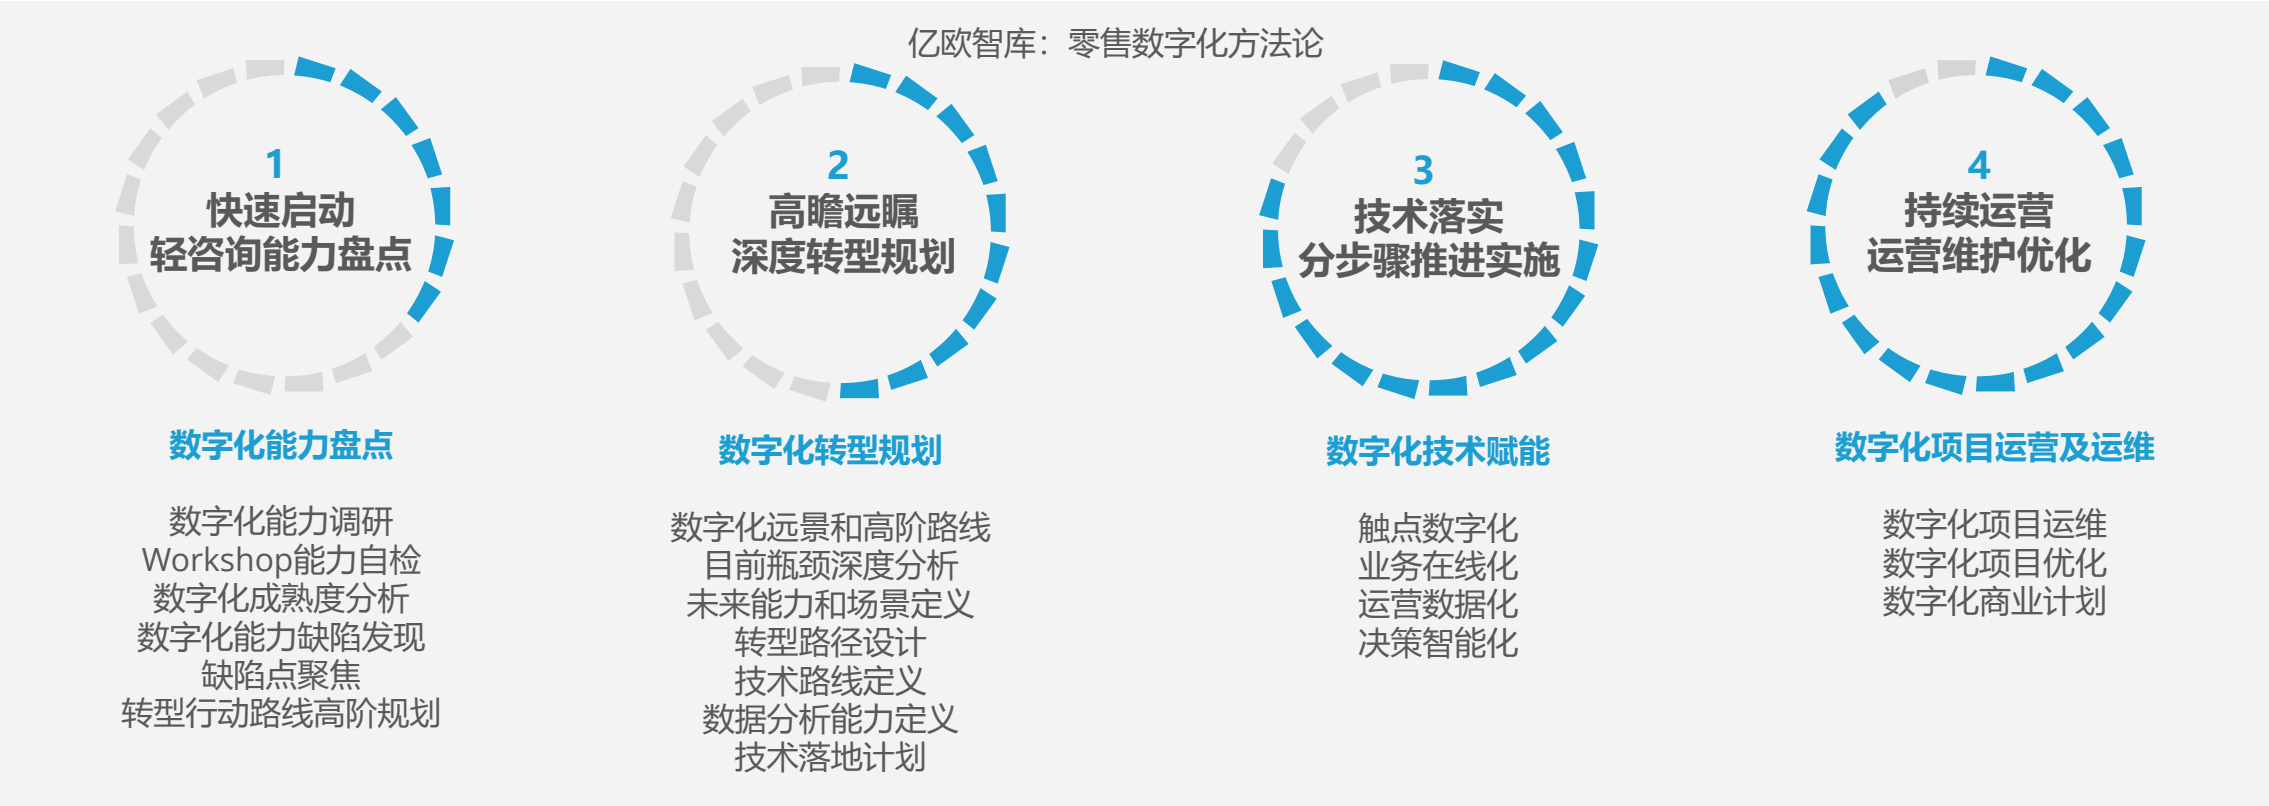 亿欧智库：零售数字化方法论
1
快速启动
轻咨询能力盘点
数字化能力盘点
数字化能力调研
Workshop能力自检
数字化成熟度分析
数字化能力缺陷发现
缺陷点聚焦
转型行动路线高阶规划
2
高瞻远瞩
深度转型规划
数字化转型规划
数字化远景和高阶路线
目前瓶颈深度分析
未来能力和场景定义
转型路径设计
技术路线定义
数据分析能力定义
技术落地计划
3
技术落实
分步骤推进实施
数字化技术赋能
触点数字化
业务在线化
运营数据化
决策智能化
4
持续运营
运营维护优化
数字化项目运营及运维
数字化项目运维
数字化项目优化
数字化商业计划